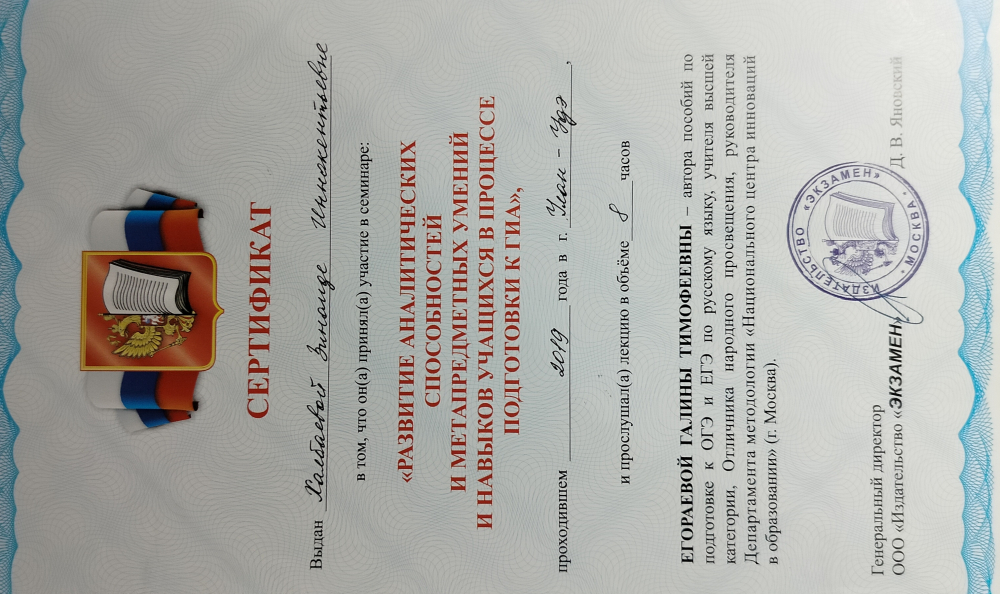 СЕРТИФИКАТ
Выдан Халбаевой Зинаиде Иннокентьевне
в том, что он(а) принял(а) участие в семинаре:
«РАЗВИТИЕ АНАЛИТИЧЕСКИХ
СПОСОБНОСТЕЙ
И МЕТАПРЕДМЕТНЫХ УМЕНИЙ
И НАВЫКОВ УЧАЩИХСЯ В ПРОЦЕССЕ
ПОДГОТОВКИ К ГИА»,
проходившем 2019 года в г. Улан-Удэ,
и прослушал(а) лекцию в объёме 8 часов
ЕГОРАЕВОЙ ГАЛИНЫ ТИМОФЕЕВНЫ – автора пособий по
подготовке к ОГЭ и ЕГЭ по русскому языку, учителя высшей
категории, Отличника народного просвещения, руководителя
Департамента методологии «Национального центра инноваций
в образовании» (г. Москва).
Генеральный директор
ООО «Издательство «ЭКЗАМЕН» Д. В. Яновский
ИЗДАТЕЛЬСТВО «ЭКЗАМЕН» • МОСКВА •